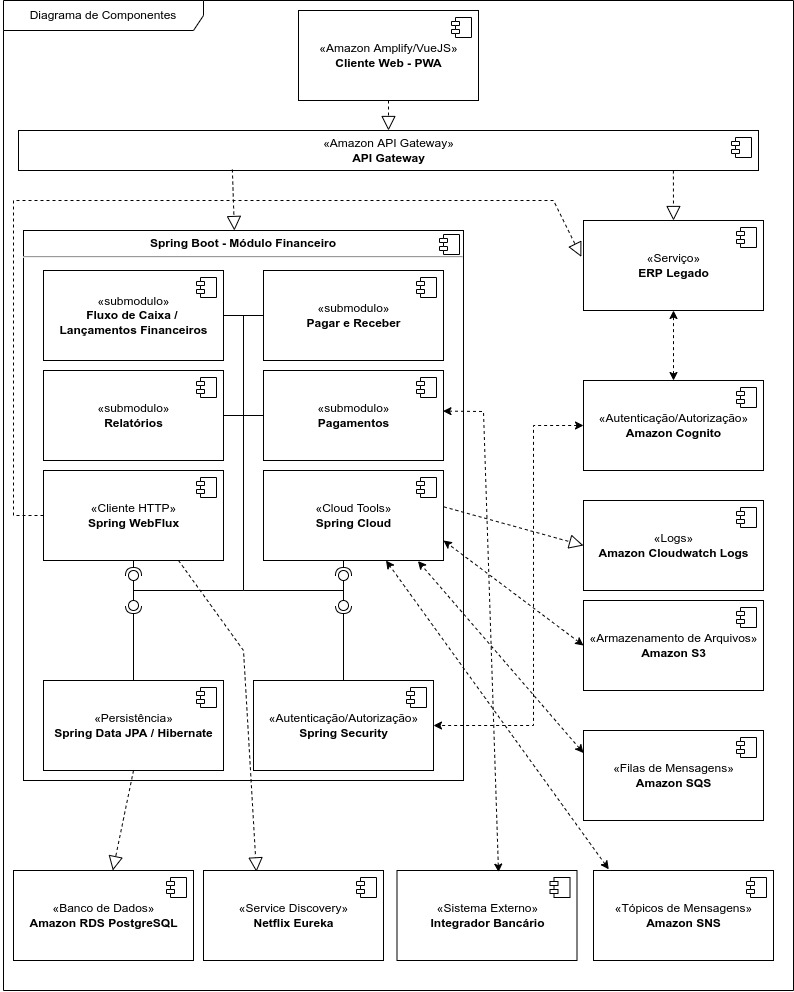 Diagrama de Componentes
«Amazon Amplify/VueJS»
Cliente Web - PWA
«Amazon API Gateway»
API Gateway
Spring Boot - Módulo Financeiro
«Serviço»
ERP Legado
«submodulo»
Fluxo de Caixa /
Lançamentos Financeiros
«submodulo»
Pagar e Receber
«submodulo»
Relatórios
«submodulo»
Pagamentos
«Autenticação/Autorização»
Amazon Cognito
«Cliente HTTP»
Spring WebFlux
«Cloud Tools»
Spring Cloud
«Logs»
Amazon Cloudwatch Logs
«Armazenamento de Arquivos»
Amazon S3
«Persistência»
Spring Data JPA / Hibernate
«Autenticação/Autorização»
Spring Security
«Filas de Mensagens»
Amazon SQS
«Banco de Dados»
Amazon RDS PostgreSQL
«Service Discovery»
Netflix Eureka
«Sistema Externo»
Integrador Bancário
«Tópicos de Mensagens»
Amazon SNS